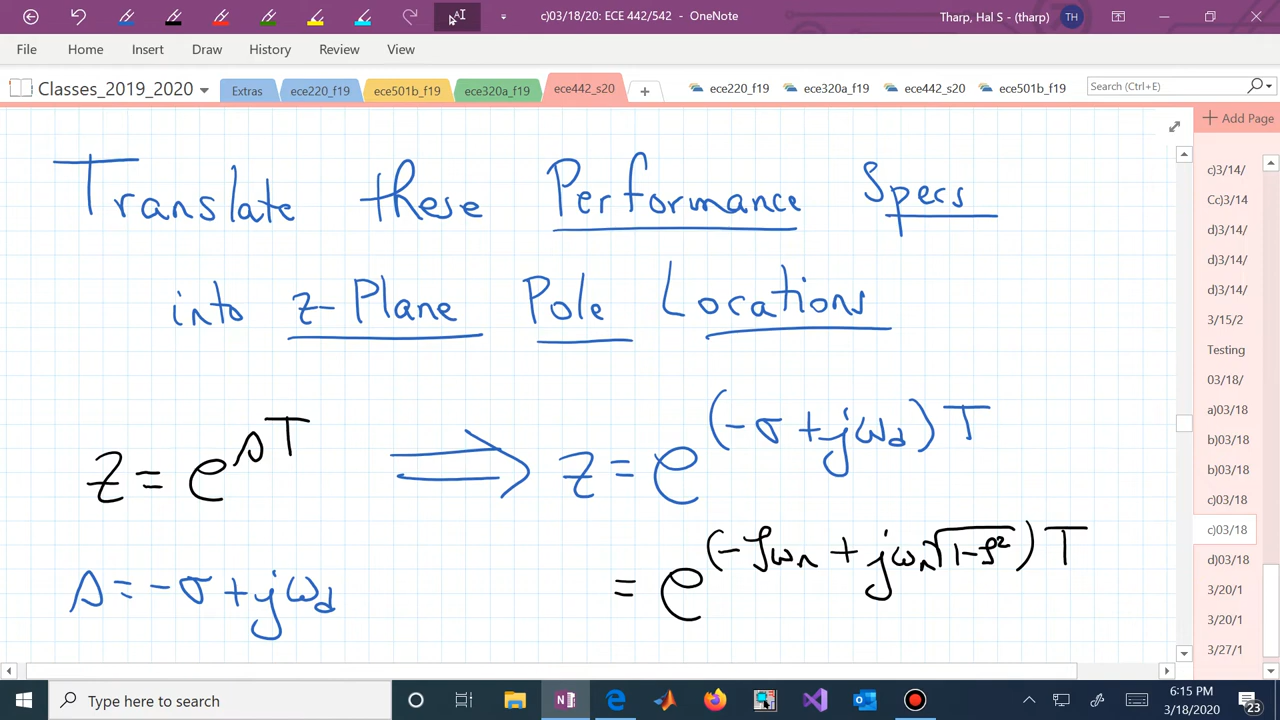 c)03/18/20: ECE 442/542 - OneNote
Tharp, Hal S - (tharp)
TH
File Home Insert Draw History Review View
Classes_2019_2020
Extras ece220_f19 ece501b_f19 ece320a_f19 ece442_s20
ece220_f19 ece320a_f19 ece442_s20 ece501b_f19
Search (Ctrl+E)
Add Page
c)3/14/
Cc)3/14
d)3/14/
d)3/14/
d)3/14/
3/15/2
Testing
03/18/
a)03/18
b)03/18
b)03/18
c)03/18
c)03/18
d)03/18
3/20/1
3/20/1
3/27/1
Translate these Performance Specs
into z-Plane Pole Locations
z = e^{sT} ⟹ z = e^{(-σ + jω_d)T}
s = -σ + jω_d
= e^{(-ζω_n + jω_n√(1-ζ²))T}
Type here to search
6:15 PM
3/18/2020
23